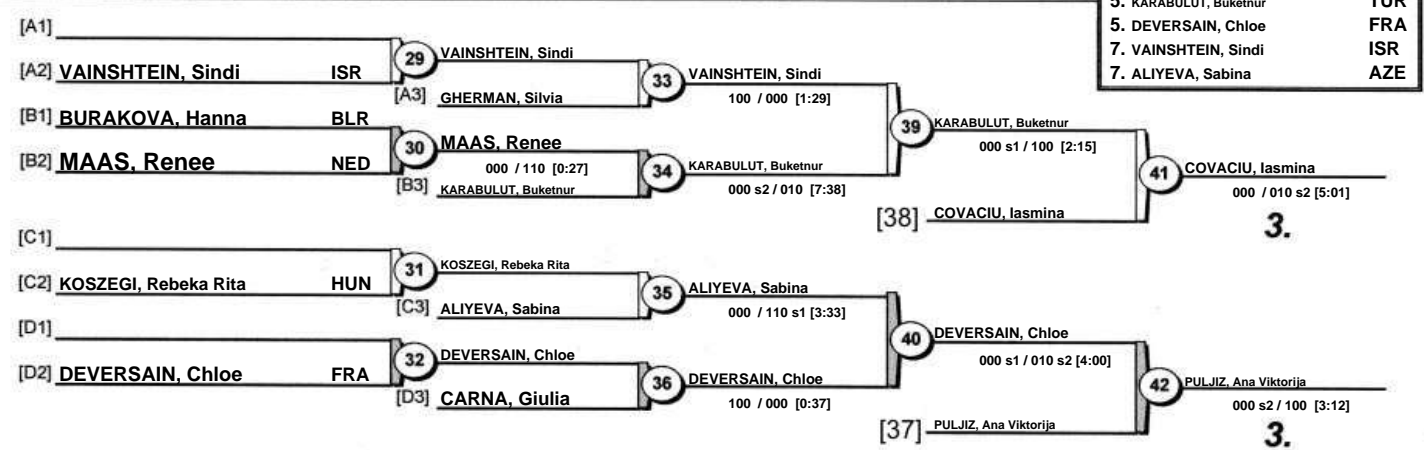 5. KARABULUT, Buketnur TUR
5. DEVERSAIN, Chloe FRA
7. VAINSHTEIN, Sindi ISR
7. ALIYEVA, Sabina AZE
[A1]
[A2] VAINSHTEIN, Sindi ISR
29 VAINSHTEIN, Sindi
[A3] GHERMAN, Silvia
33 VAINSHTEIN, Sindi
100 / 000 [1:29]
[B1] BURAKOVA, Hanna BLR
[B2] MAAS, Renee NED
30 MAAS, Renee
000 / 110 [0:27]
[B3] KARABULUT, Buketnur
34 KARABULUT, Buketnur
000 s2 / 010 [7:38]
39 KARABULUT, Buketnur
000 s1 / 100 [2:15]
[38] COVACIU, Iasmina
41 COVACIU, Iasmina
000 / 010 s2 [5:01]
3.
[C1]
[C2] KOSZEGI, Rebeka Rita HUN
31 KOSZEGI, Rebeka Rita
[C3] ALIYEVA, Sabina
35 ALIYEVA, Sabina
000 / 110 s1 [3:33]
[D1]
[D2] DEVERSAIN, Chloe FRA
32 DEVERSAIN, Chloe
[D3] CARNA, Giulia
36 DEVERSAIN, Chloe
100 / 000 [0:37]
40 DEVERSAIN, Chloe
000 s1 / 010 s2 [4:00]
[37] PULJIZ, Ana Viktorija
42 PULJIZ, Ana Viktorija
000 s2 / 100 [3:12]
3.